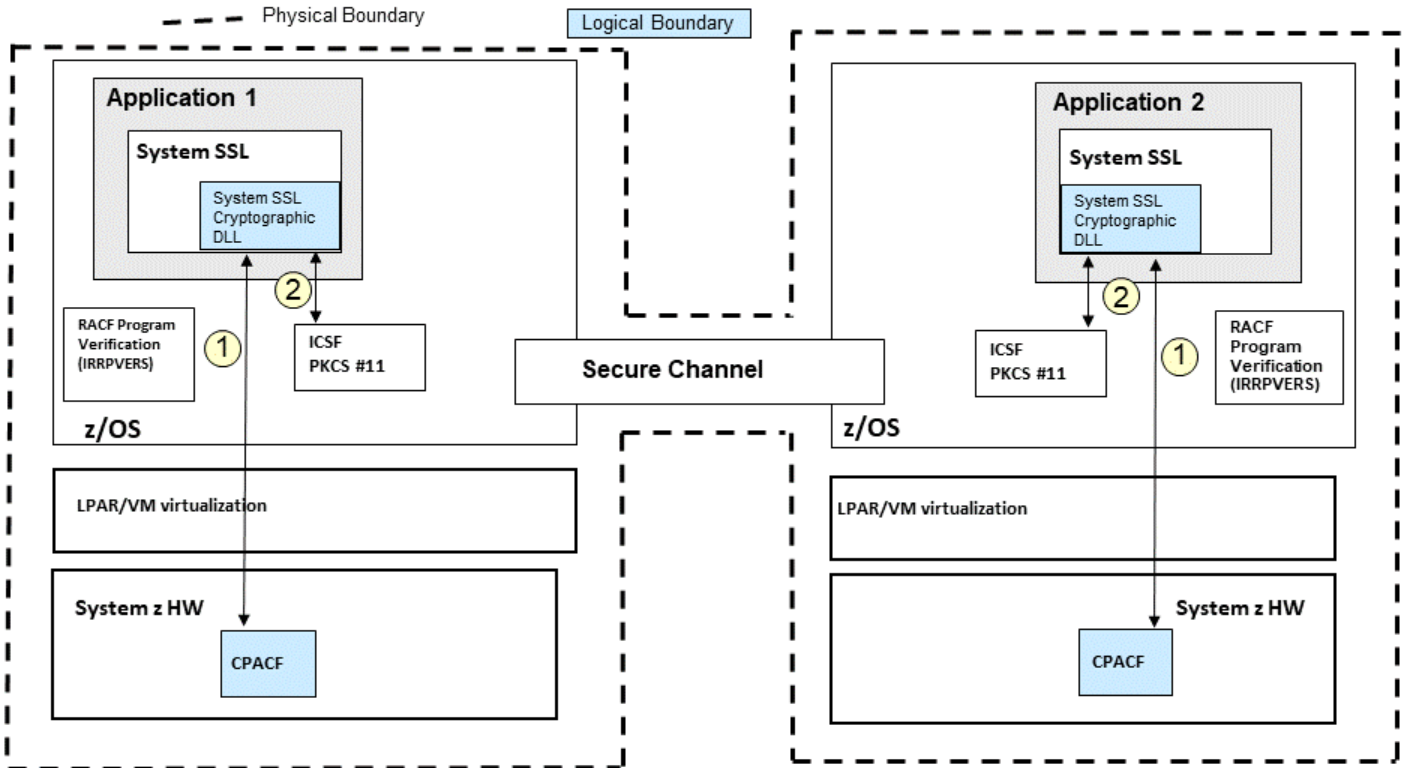 Physical Boundary
Logical Boundary
Application 1
System SSL
System SSL
Cryptographic
DLL
2
RACF Program
Verification
(IRRPVERS)
1
ICSF
PKCS #11
z/OS
LPAR/VM virtualization
System z HW
CPACF
Secure Channel
Application 2
System SSL
System SSL
Cryptographic
DLL
2
ICSF
PKCS #11
1
RACF
Program
Verification
(IRRPVERS)
z/OS
LPAR/VM virtualization
System z HW
CPACF